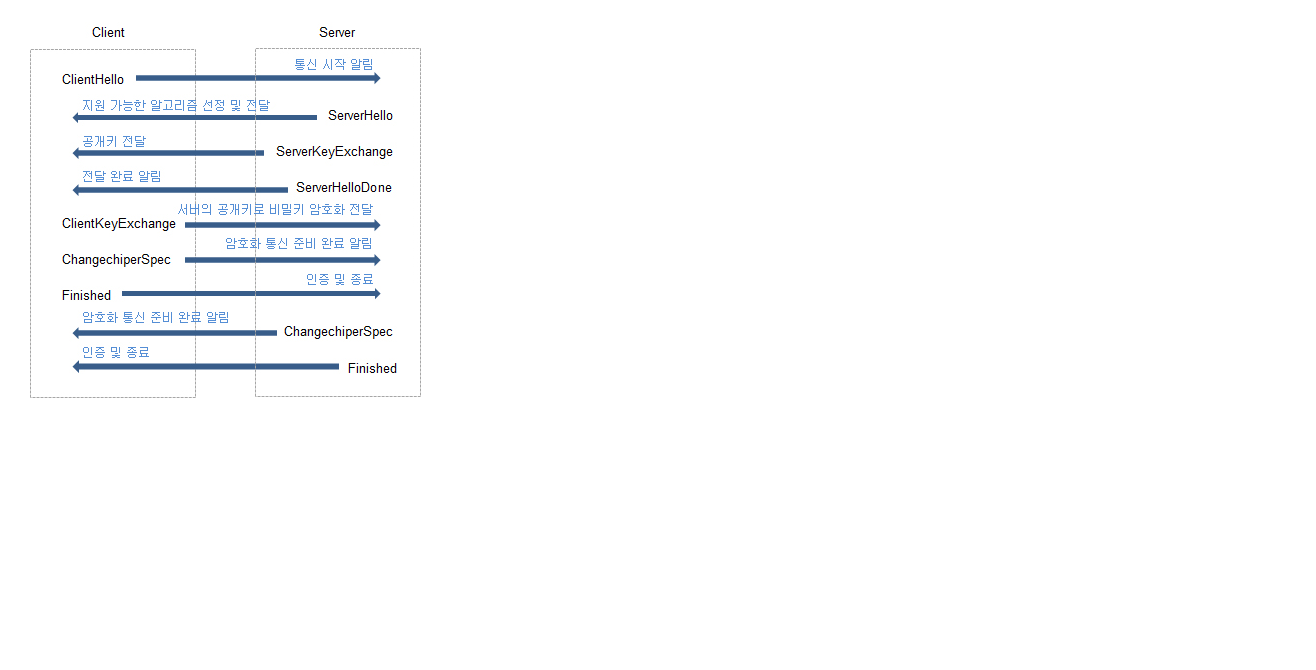 Client
Server
통신 시작 알림
ClientHello
지원 가능한 알고리즘 선정 및 전달
ServerHello
공개키 전달
ServerKeyExchange
전달 완료 알림
ServerHelloDone
서버의 공개키로 비밀키 암호화 전달
ClientKeyExchange
암호화 통신 준비 완료 알림
ChangechiperSpec
인증 및 종료
Finished
암호화 통신 준비 완료 알림
ChangechiperSpec
인증 및 종료
Finished